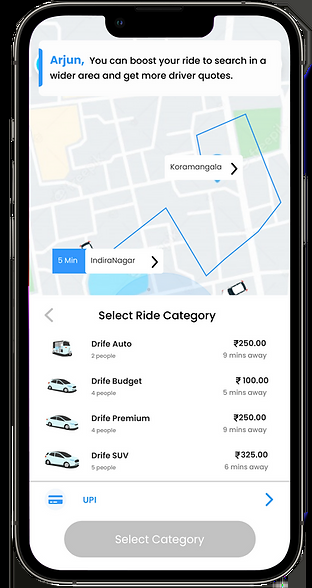 Arjun, You can boost your ride to search in a
wider area and get more driver quotes.
Koramangala
5 Min IndiraNagar
Select Ride Category
Drife Auto ₹250.00
2 people 9 mins away
Drife Budget ₹ 100.00
4 people 5 mins away
Drife Premium ₹250.00
4 people 9 mins away
Drife SUV ₹325.00
5 people 6 mins away
UPI
Select Category